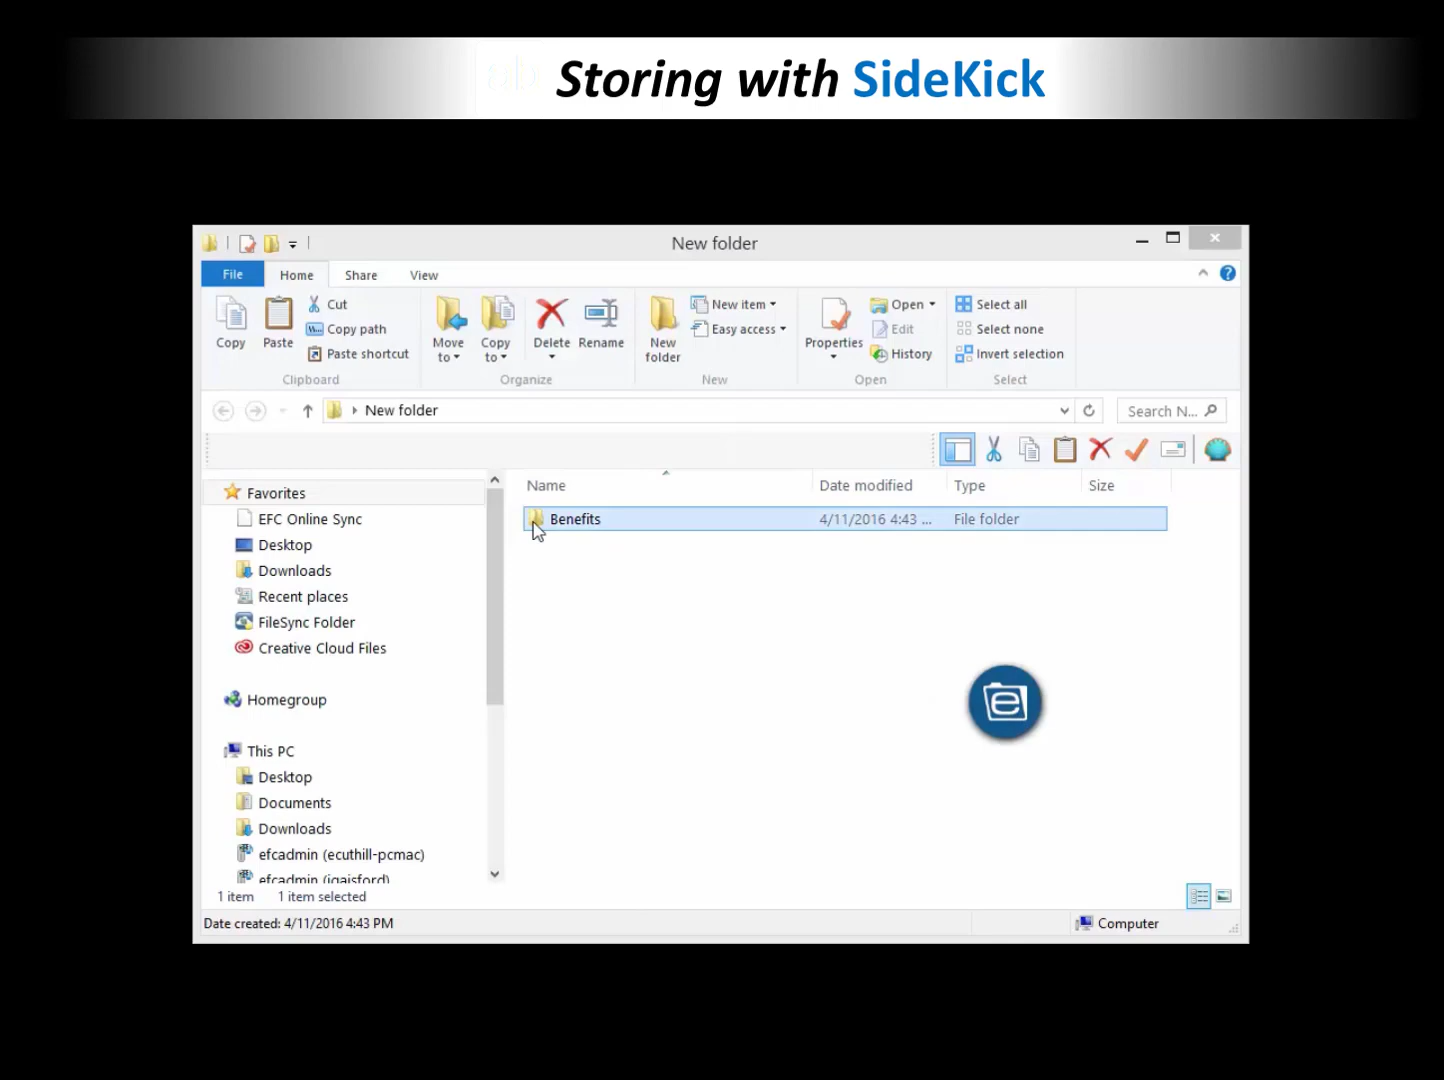 Storing with SideKick
New folder
File Home Share View
Copy
Paste
Cut
Copy path
Paste shortcut
Clipboard
Move to
Copy to
Delete
Rename
Organize
New folder
New item
Easy access
New
Properties
Open
Edit
History
Open
Select all
Select none
Invert selection
Select
New folder
Search N...
Favorites
EFC Online Sync
Desktop
Downloads
Recent places
FileSync Folder
Creative Cloud Files
Homegroup
This PC
Desktop
Documents
Downloads
efcadmin (ecuthill-pcmac)
efcadmin (jgaisford)
Name Date modified Type Size
Benefits 4/11/2016 4:43 ... File folder
e
1 item 1 item selected
Date created: 4/11/2016 4:43 PM
Computer